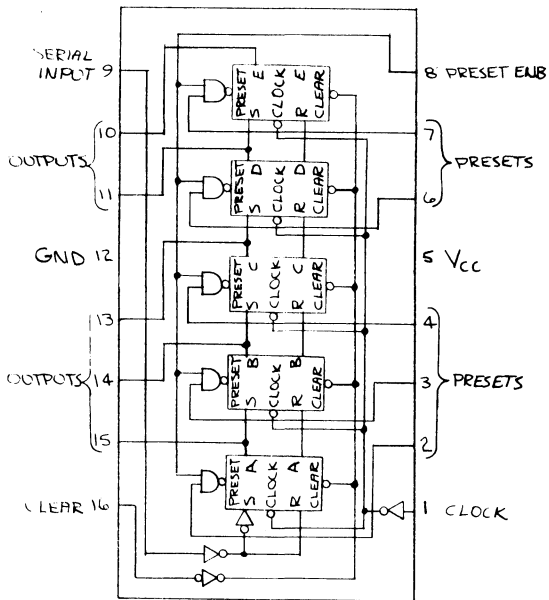 SERIAL
INPUT 9
8 PRESET ENB
10
OUTPUTS
11
7
PRESETS
6
GND 12
5 Vcc
13
OUTPUTS
14
15
4
3 PRESETS
2
CLEAR 16
1 CLOCK
PRESET S E CLOCK R E CLEAR
PRESET S D CLOCK R D CLEAR
PRESET S C CLOCK R C CLEAR
PRESET S B CLOCK R B CLEAR
PRESET S A CLOCK R A CLEAR